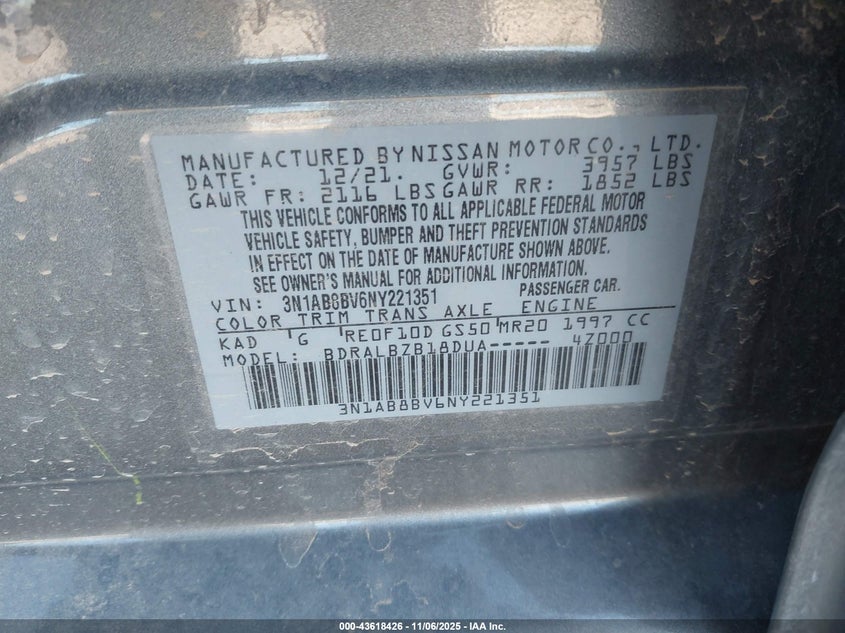 MANUFACTURED BY NISSAN MOTOR CO., LTD.
DATE: 12/21. GVWR: 3957 LBS
GAWR FR: 2116 LBS GAWR RR: 1852 LBS
THIS VEHICLE CONFORMS TO ALL APPLICABLE FEDERAL MOTOR
VEHICLE SAFETY, BUMPER AND THEFT PREVENTION STANDARDS
IN EFFECT ON THE DATE OF MANUFACTURE SHOWN ABOVE.
SEE OWNER'S MANUAL FOR ADDITIONAL INFORMATION.
VIN: 3N1AB8BV6NY221351 PASSENGER CAR.
COLOR TRIM TRANS AXLE ENGINE
KAD G RE0F10D GS50 MR20 1997 CC
MODEL: BDRALBZB18DUA----- 47000
3N1AB8BV6NY221351
000-43618426 - 11/06/2025 - IAA Inc.